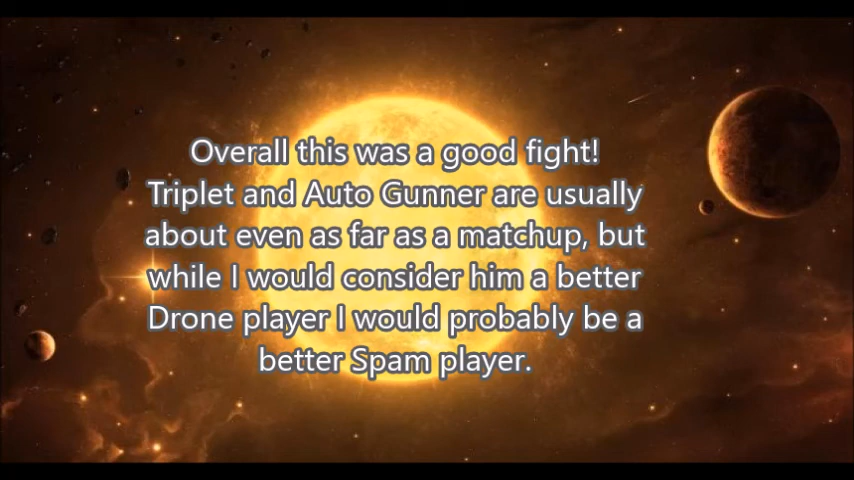 Overall this was a good fight!
Triplet and Auto Gunner are usually
about even as far as a matchup, but
while I would consider him a better
Drone player I would probably be a
better Spam player.